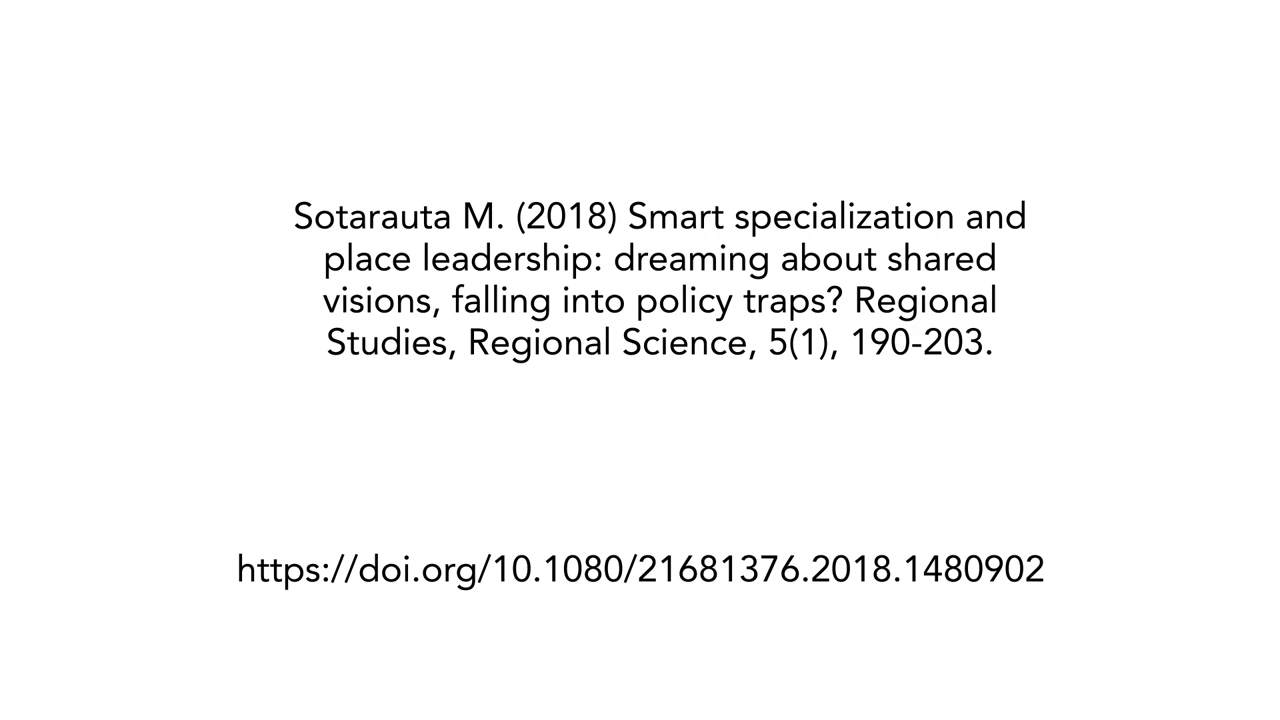 Sotarauta M. (2018) Smart specialization and
place leadership: dreaming about shared
visions, falling into policy traps? Regional
Studies, Regional Science, 5(1), 190-203.
https://doi.org/10.1080/21681376.2018.1480902